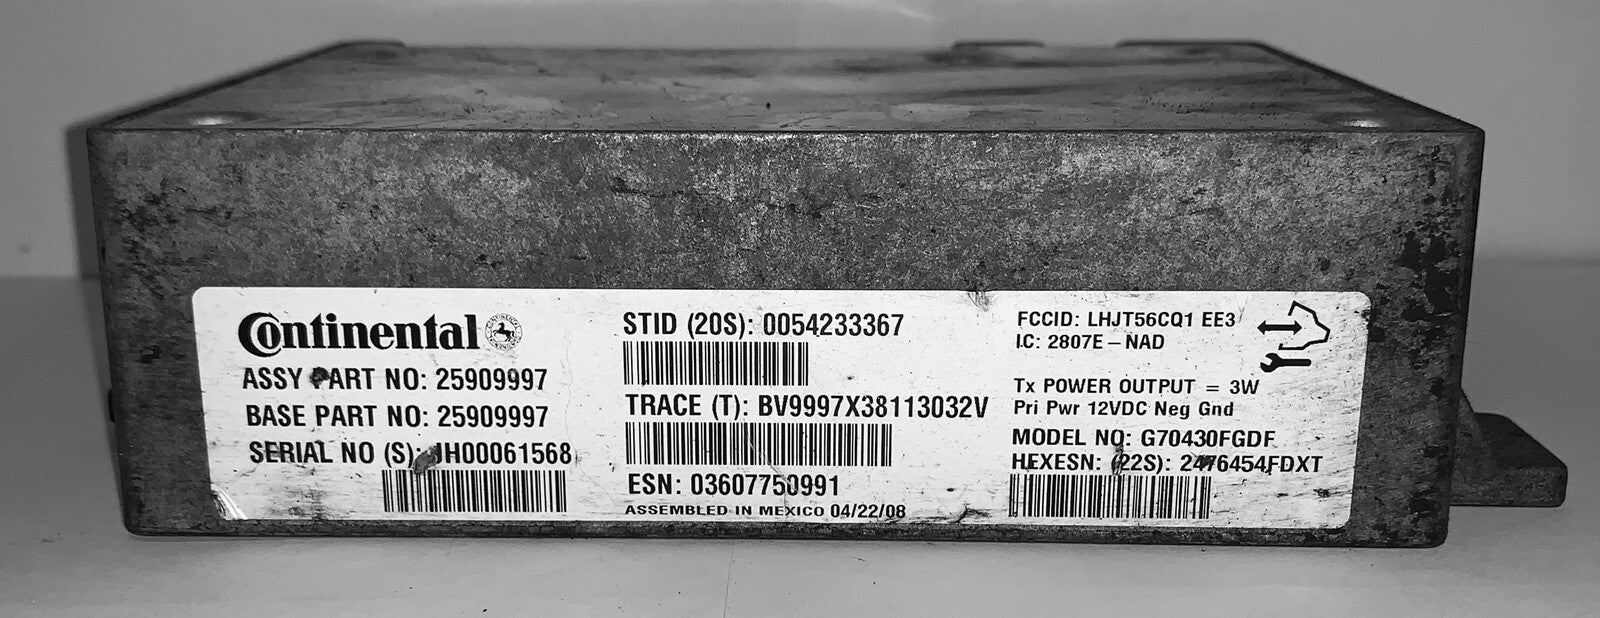 Continental
ASSY PART NO: 25909997
BASE PART NO: 25909997
SERIAL NO (S): JH00061568
STID (20S): 0054233367
TRACE (T): BV9997X38113032V
ESN: 03607750991
ASSEMBLED IN MEXICO 04/22/08
FCCID: LHJT56CQ1 EE3
I.C: 2807E-NAD
Tx POWER OUTPUT = 3W
Pri Pwr 12VDC Neg Gnd
MODEL NO: G70430FGDF
HEXESN: (22S): 2476454FDXT